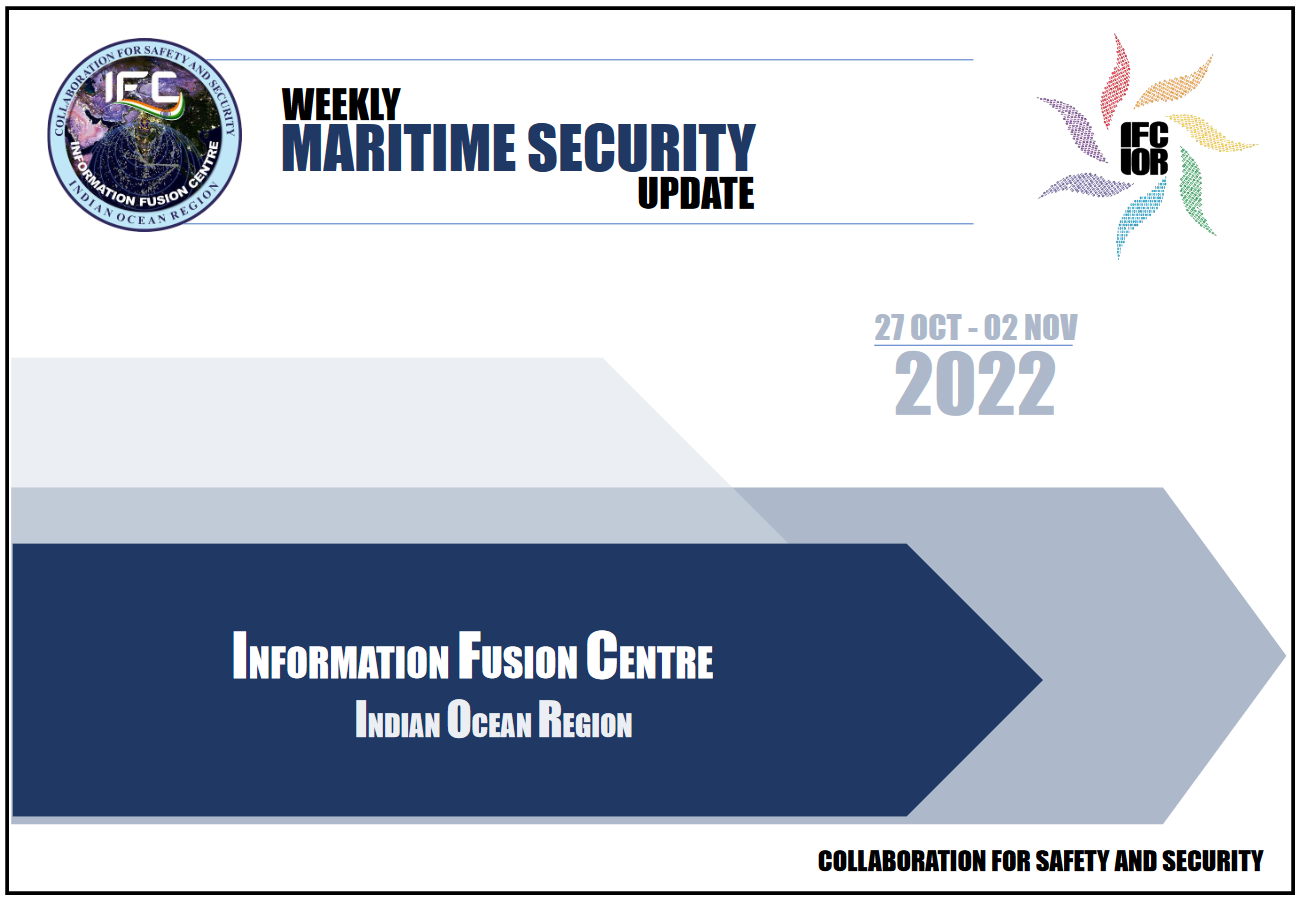 COLLABORATION FOR SAFETY AND SECURITY
IFC
INFORMATION FUSION CENTRE
INDIAN OCEAN REGION
WEEKLY
MARITIME SECURITY
UPDATE
IFC
IOR
27 OCT - 02 NOV
2022
INFORMATION FUSION CENTRE
INDIAN OCEAN REGION
COLLABORATION FOR SAFETY AND SECURITY